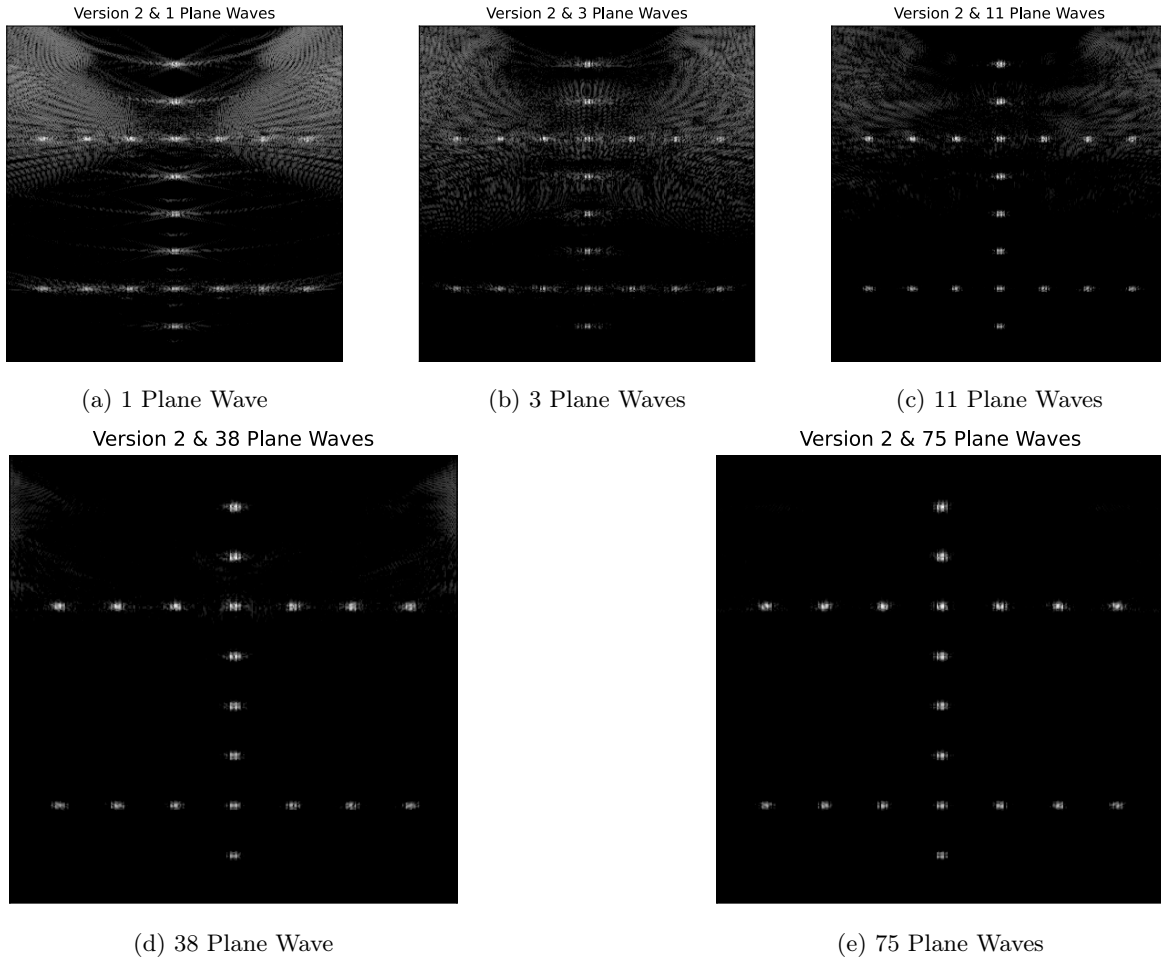 Version 2 & 1 Plane Waves
Version 2 & 3 Plane Waves
Version 2 & 11 Plane Waves
(a) 1 Plane Wave
(b) 3 Plane Waves
(c) 11 Plane Waves
Version 2 & 38 Plane Waves
Version 2 & 75 Plane Waves
(d) 38 Plane Wave
(e) 75 Plane Waves